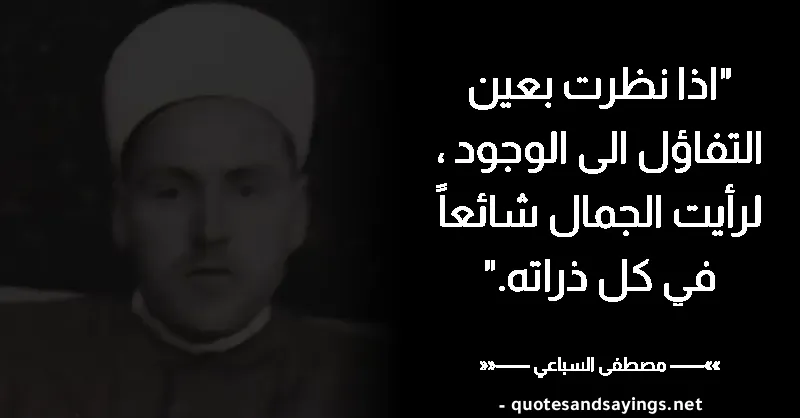 "اذا نظرت بعين
التفاؤل الى الوجود ،
لرأيت الجمال شائعاً
في كل ذراته."
»»—— مصطفى السباعي ——««
- quotesandsayings.net